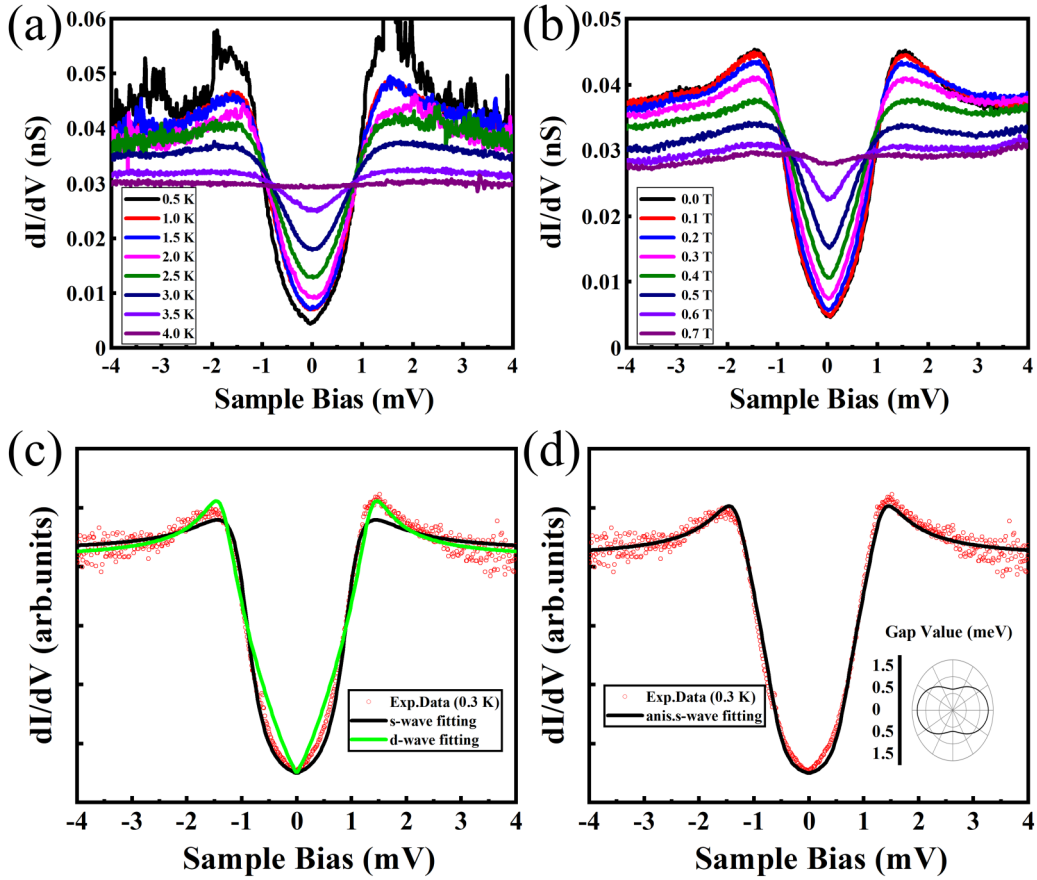 (a)
dI/dV (nS)
0.06
0.05
0.04
0.03
0.02
0.01
0
0.5 K
1.0 K
1.5 K
2.0 K
2.5 K
3.0 K
3.5 K
4.0 K
-4 -3 -2 -1 0 1 2 3 4
Sample Bias (mV)
(b)
dI/dV (nS)
0.05
0.04
0.03
0.02
0.01
0
0.0 T
0.1 T
0.2 T
0.3 T
0.4 T
0.5 T
0.6 T
0.7 T
-4 -3 -2 -1 0 1 2 3 4
Sample Bias (mV)
(c)
dI/dV (arb.units)
Exp.Data (0.3 K)
s-wave fitting
d-wave fitting
-4 -3 -2 -1 0 1 2 3 4
Sample Bias (mV)
(d)
dI/dV (arb.units)
Exp.Data (0.3 K)
anis.s-wave fitting
Gap Value (meV)
1.5
0.5
0
0.5
1.5
-4 -3 -2 -1 0 1 2 3 4
Sample Bias (mV)